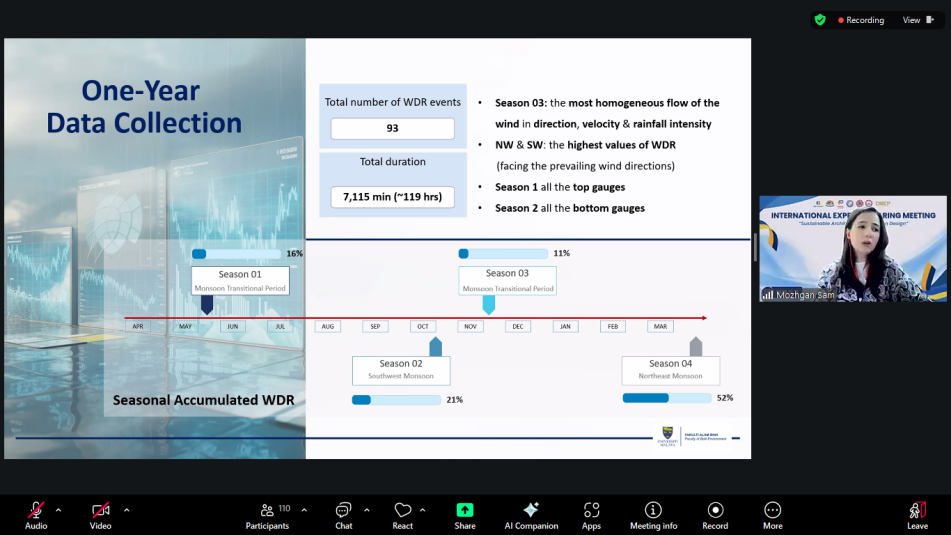 Recording
View
One-Year
Data Collection
Total number of WDR events
93
Total duration
7,115 min (~119 hrs)
• Season 03: the most homogeneous flow of the
wind in direction, velocity & rainfall intensity
• NW & SW: the highest values of WDR
(facing the prevailing wind directions)
• Season 1 all the top gauges
• Season 2 all the bottom gauges
INTERNATIONAL EXPE RING MEETING
Mozhgan Sam
16%
Season 01
Monsoon Transitional Period
11%
Season 03
Monsoon Transitional Period
APR
MAY
JUN
JUL
AUG
SEP
OCT
NOV
DEC
JAN
FEB
MAR
Season 02
Southwest Monsoon
21%
Season 04
Northeast Monsoon
52%
Seasonal Accumulated WDR
UNIVERSITI
MALAYA
Audio
Video
Participants
110
Chat
React
Share
AI Companion
Apps
Meeting info
Record
More
Leave